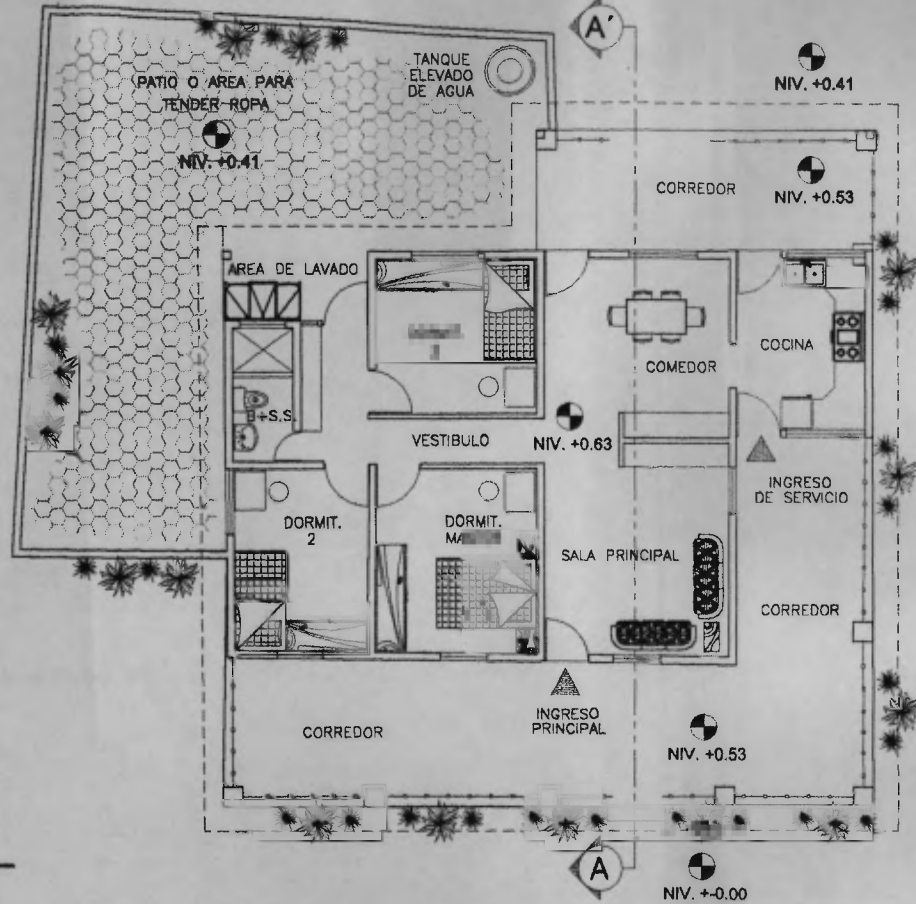 A'
TANQUE
ELEVADO
DE AGUA
PATIO O AREA PARA
TENDER ROPA
NIV. +0.41
NIV. +0.41
CORREDOR
NIV. +0.53
AREA DE LAVADO
COCINA
COMEDOR
S.S.
VESTIBULO
NIV. +0.63
INGRESO
DE SERVICIO
DORMIT.
2
DORMIT.
SALA PRINCIPAL
CORREDOR
INGRESO
PRINCIPAL
CORREDOR
NIV. +0.53
A
NIV. +-0.00